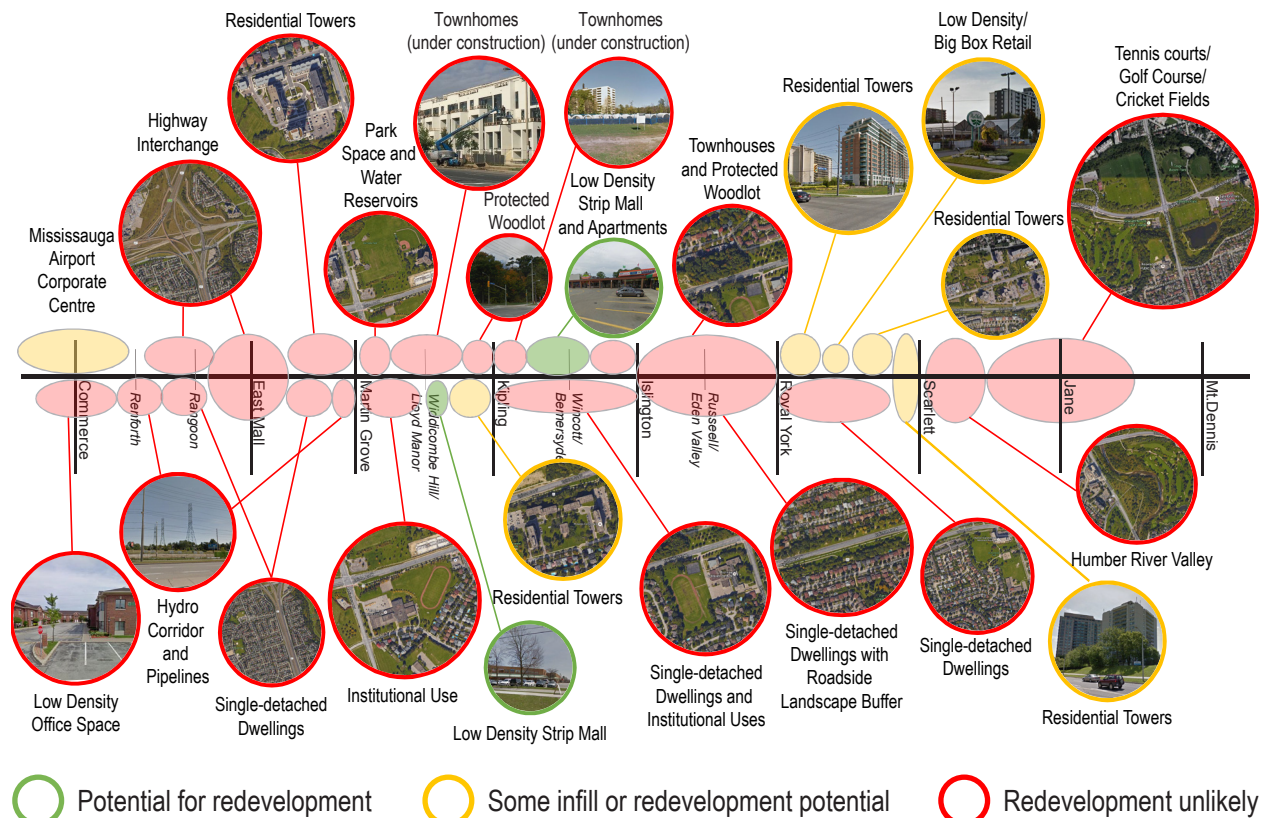 Residential Towers
Townhomes
(under construction)
Townhomes
(under construction)
Low Density/
Big Box Retail
Tennis courts/
Golf Course/
Cricket Fields
Highway
Interchange
Park
Space and
Water
Reservoirs
Protected
Woodlot
Low Density
Strip Mall
and Apartments
Townhouses
and Protected
Woodlot
Residential Towers
Residential Towers
Mississauga
Airport
Corporate
Centre
Commerce
Renforth
Rangoon
East Mall
Martin Grove
Widdicombe Hill/
Lloyd Manor
Kipling
Wincott/
Bemersyde
Islington
Russell/
Eden Valley
Royal York
Scarlett
Jane
Mt.Dennis
Low Density
Office Space
Hydro
Corridor
and
Pipelines
Single-detached
Dwellings
Institutional Use
Residential Towers
Low Density Strip Mall
Single-detached
Dwellings and
Institutional Uses
Single-detached
Dwellings with
Roadside
Landscape Buffer
Single-detached
Dwellings
Humber River Valley
Residential Towers
Potential for redevelopment
Some infill or redevelopment potential
Redevelopment unlikely